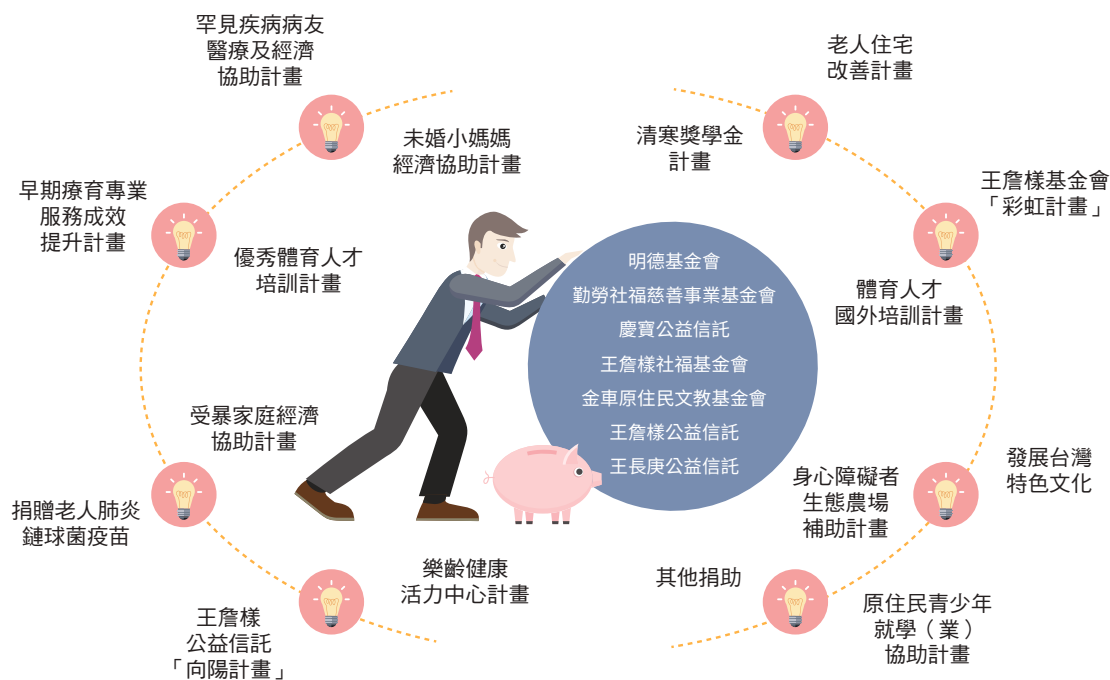 罕見疾病病友
醫療及經濟
協助計畫
未婚小媽媽
經濟協助計畫
早期療育專業
服務成效
提升計畫
優秀體育人才
培訓計畫
受暴家庭經濟
協助計畫
捐贈老人肺炎
鏈球菌疫苗
樂齡健康
活力中心計畫
王詹樣
公益信託
「向陽計畫」
明德基金會
勤勞社福慈善事業基金會
慶寶公益信託
王詹樣社福基金會
金車原住民文教基金會
王詹樣公益信託
王長庚公益信託
老人住宅
改善計畫
清寒獎學金
計畫
王詹樣基金會
「彩虹計畫」
體育人才
國外培訓計畫
發展台灣
特色文化
身心障礙者
生態農場
補助計畫
其他捐助
原住民青少年
就學（業）
協助計畫